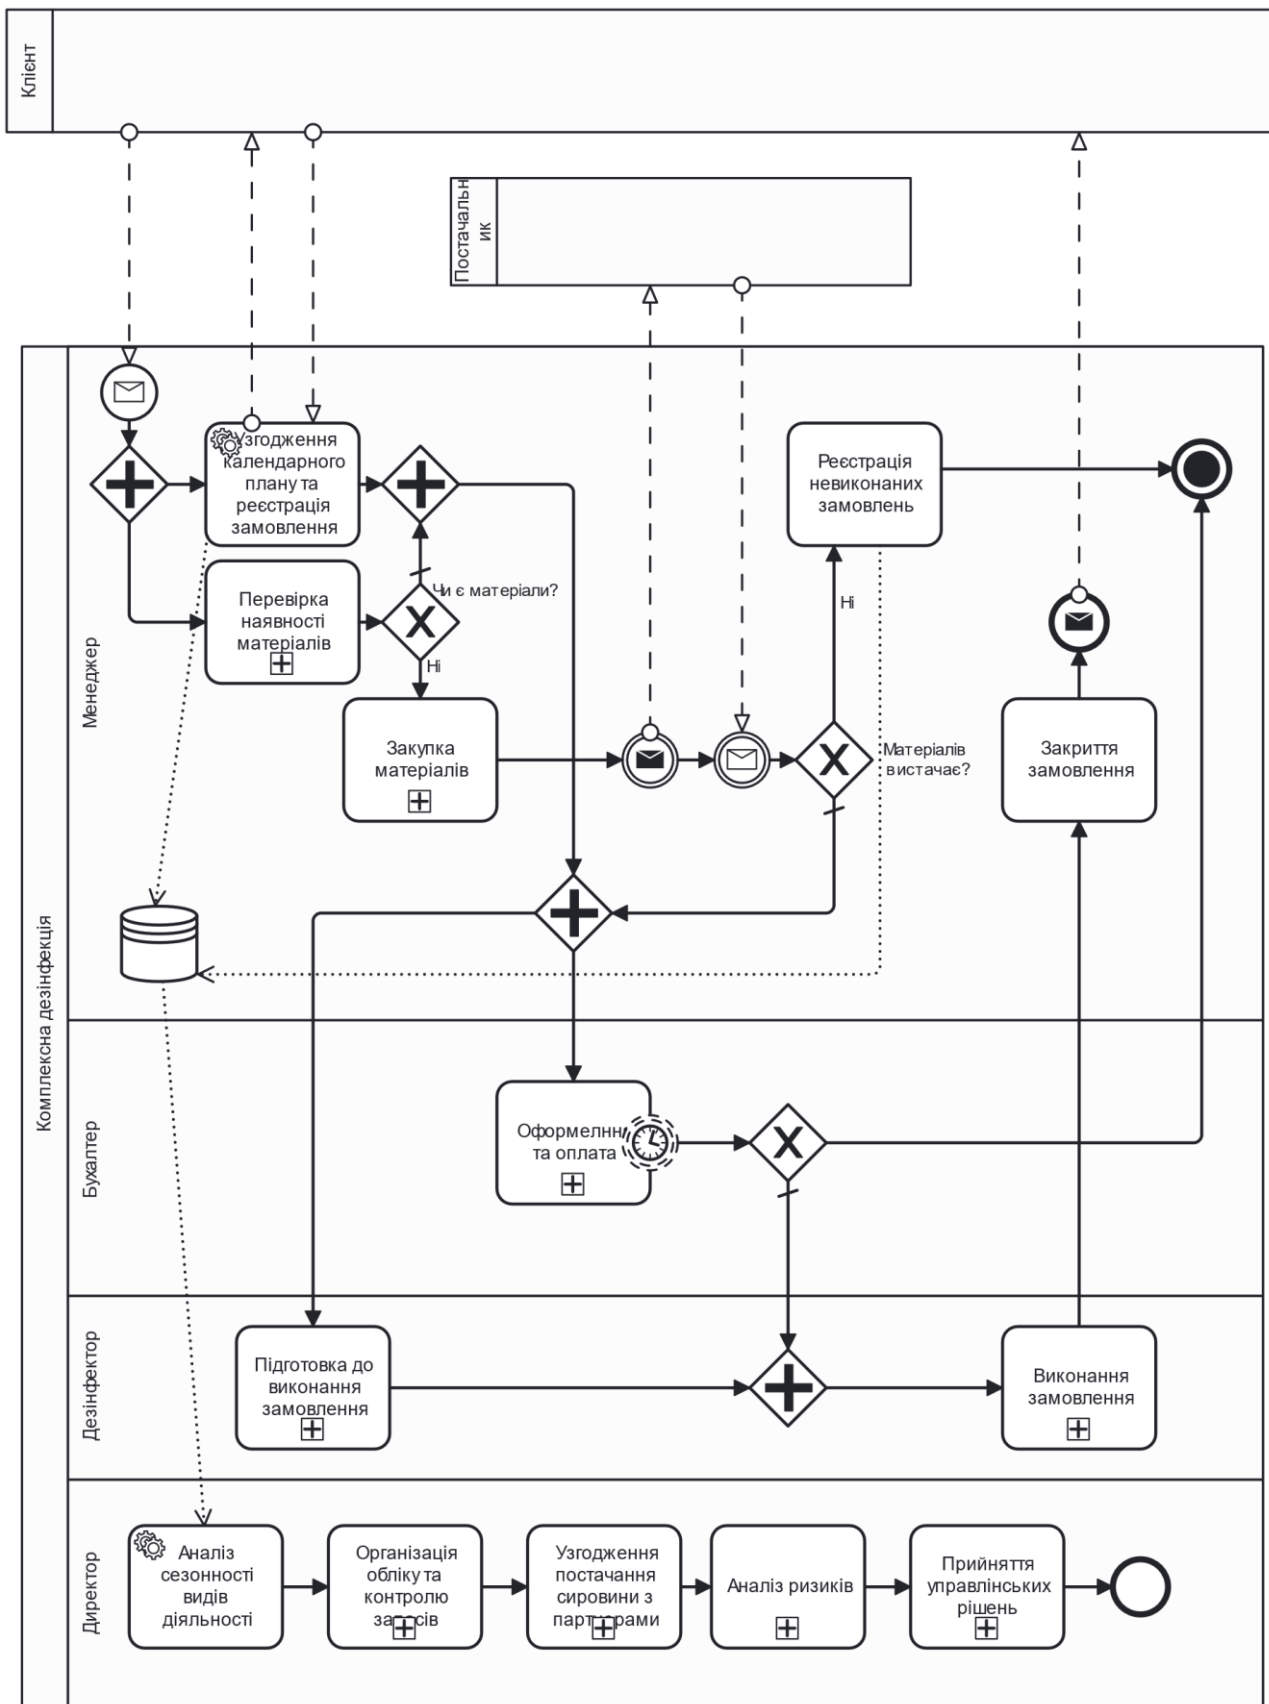 Клієнт
Постачальн
ик
Комплексна дезінфекція
Менеджер
Узгодження
календарного
плану та
реєстрація
замовлення
Перевірка
наявності
матеріалів
Чи є матеріали?
Ні
Закупка
матеріалів
Реєстрація
невиконаних
замовлень
Ні
Матеріалів
вистачає?
Закриття
замовлення
Бухалтер
Оформелння
та оплата
Дезінфектор
Підготовка до
виконання
замовлення
Виконання
замовлення
Директор
Аналіз
сезонності
видів
діяльності
Організація
обліку та
контролю
запасів
Узгодження
постачання
сировини з
партнерами
Аналіз ризиків
Прийняття
управлінських
рішень